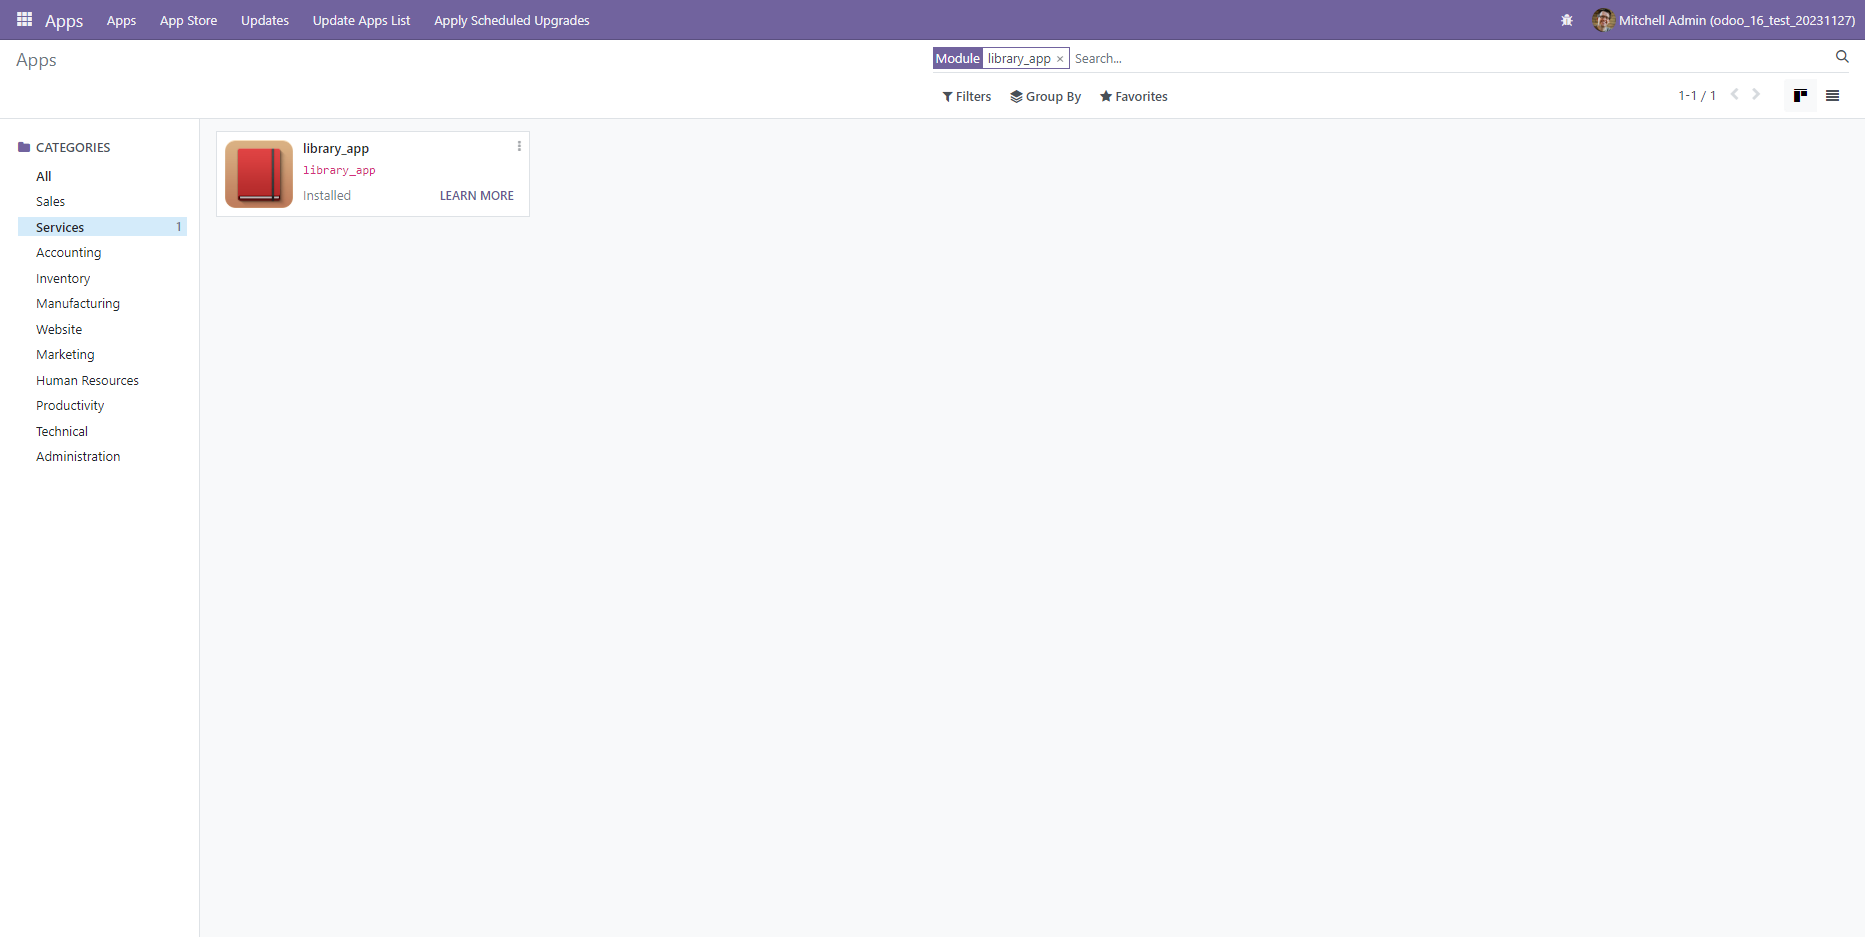 Apps Apps App Store Updates Update Apps List Apply Scheduled Upgrades Mitchell Admin (odoo_16_test_20231127)
Apps
Module library_app × Search...
Filters Group By Favorites 1-1 / 1
CATEGORIES
All
Sales
Services 1
Accounting
Inventory
Manufacturing
Website
Marketing
Human Resources
Productivity
Technical
Administration
library_app
library_app
Installed LEARN MORE